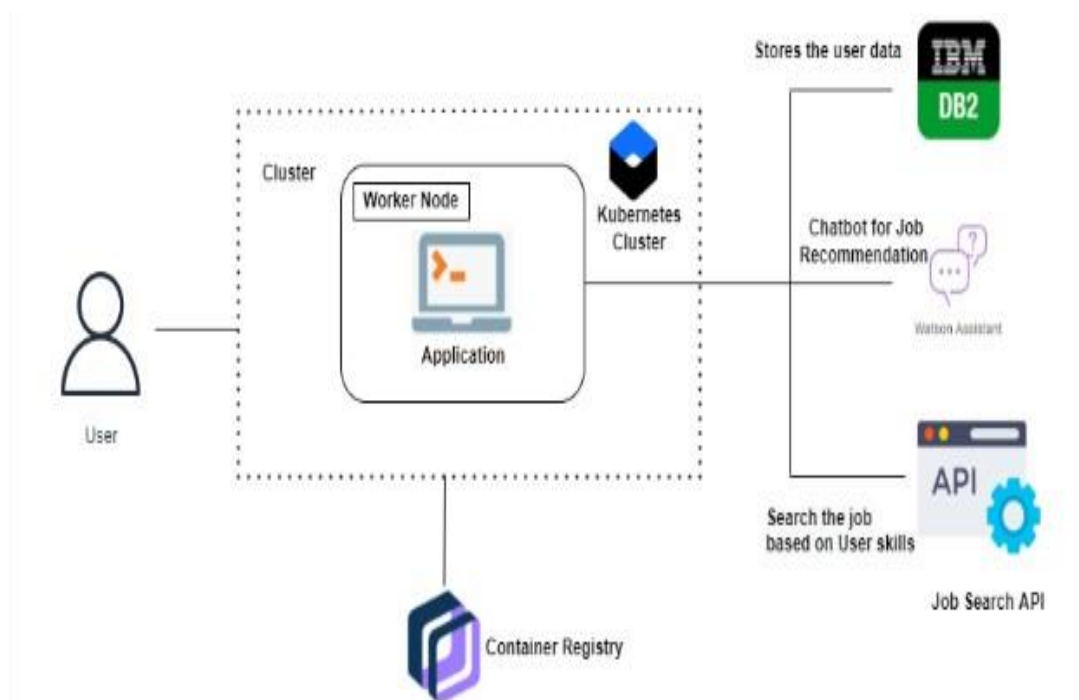 Stores the user data
IBM
DB2
Cluster
Worker Node
Kubernetes
Cluster
Application
Chatbot for Job
Recommendation
Watson Assistant
User
API
Search the job
based on User skills
Job Search API
Container Registry